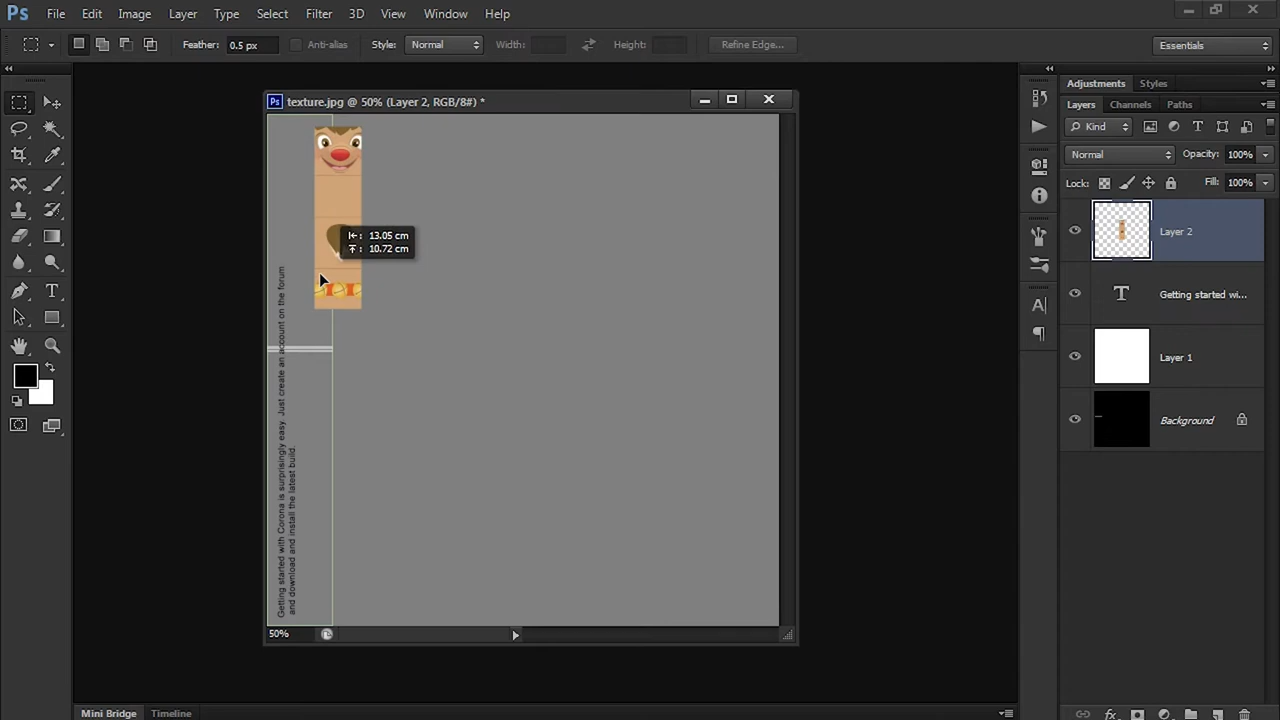 Ps File Edit Image Layer Type Select Filter 3D View Window Help
Feather: 0.5 px Anti-alias Style: Normal Width: Height: Refine Edge... Essentials
Ps texture.jpg @ 50% (Layer 2, RGB/8#) *
Adjustments Styles
Layers Channels Paths
Kind
Normal Opacity: 100%
Lock: Fill: 100%
Layer 2
Getting started wi...
Layer 1
Background
13.05 cm
10.72 cm
Getting started with Corona is surprisingly easy. Just create an account on the forum
and download and install the latest build.
50%
Mini Bridge Timeline